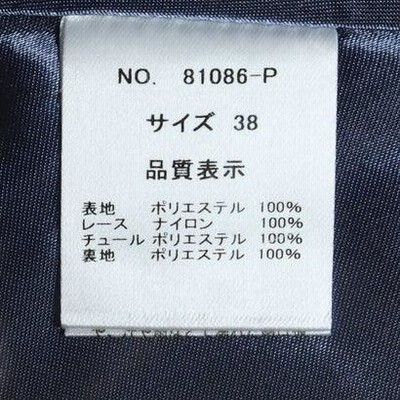 NO. 81086-P
サイズ 38
品質表示
表地 ポリエステル 100%
レース ナイロン 100%
チュール ポリエステル 100%
裏地 ポリエステル 100%